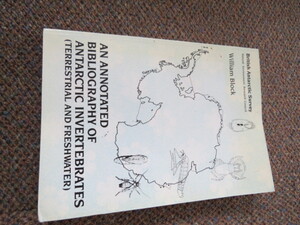 British Antarctic Survey
William Block
AN ANNOTATED
BIBLIOGRAPHY OF
ANTARCTIC INVERTEBRATES
(TERRESTRIAL AND FRESHWATER)